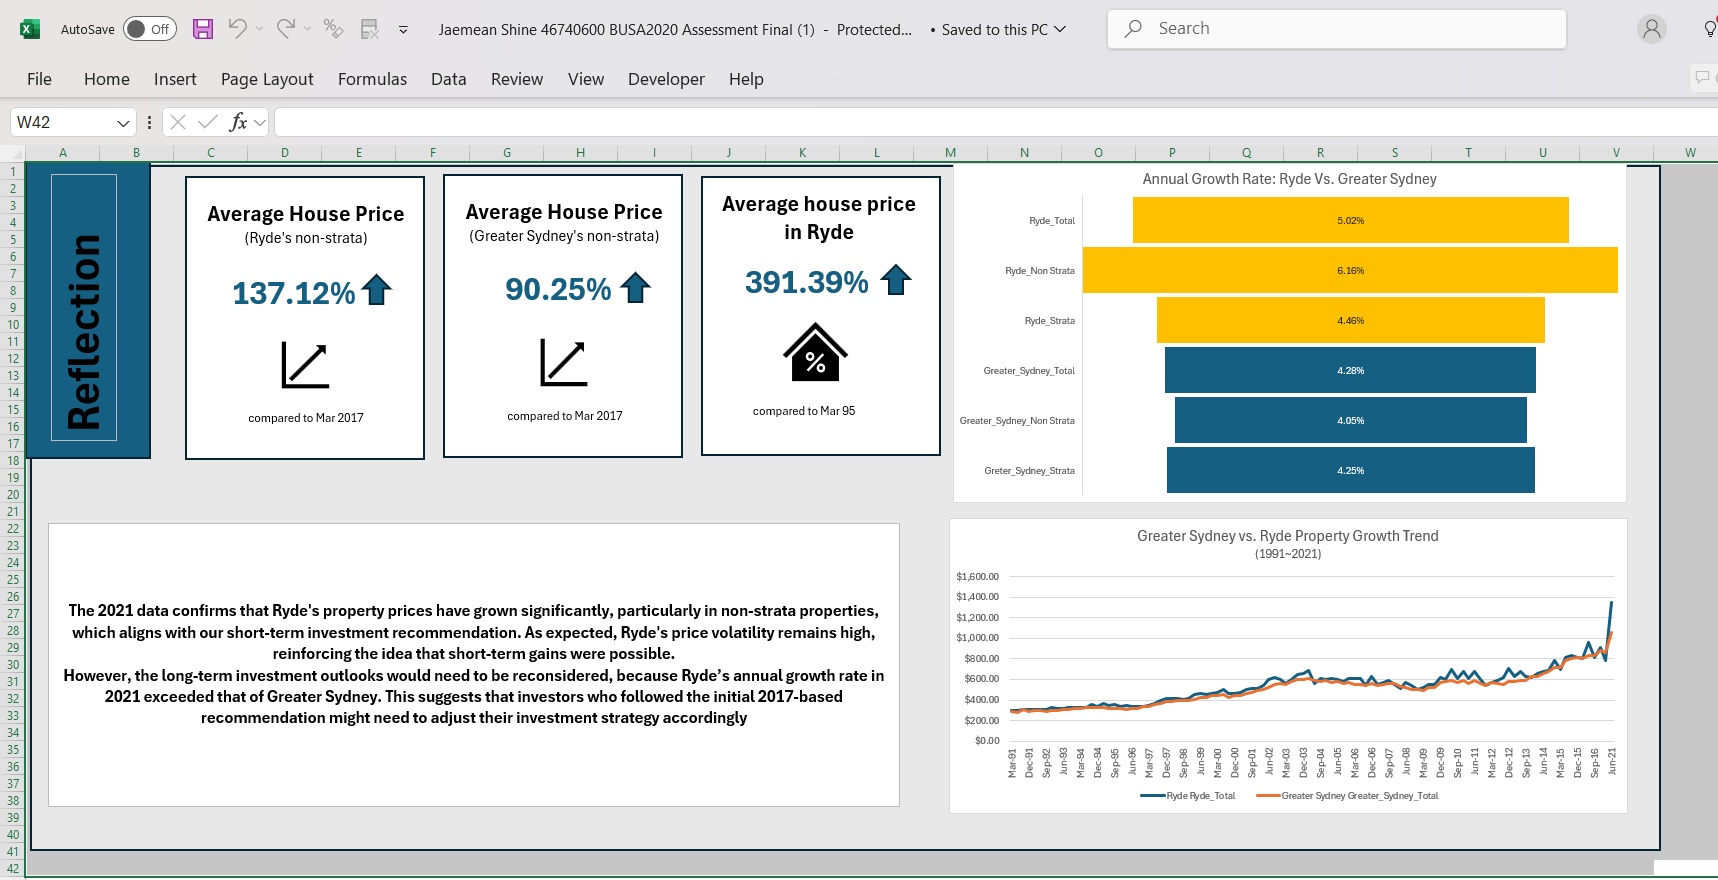 AutoSave Off Jaemean Shine 46740600 BUSA2020 Assessment Final (1) - Protected... • Saved to this PC Search
File Home Insert Page Layout Formulas Data Review View Developer Help
W42 fx
A B C D E F G H I J K L M N O P Q R S T U V W
1
2
3
4
5
6
7
8
9
10
11
12
13
14
15
16
17
18
19
20
21
22
23
24
25
26
27
28
29
30
31
32
33
34
35
36
37
38
39
40
41
42
Reflection
Average House Price
(Ryde's non-strata)
137.12%
compared to Mar 2017
Average House Price
(Greater Sydney's non-strata)
90.25%
compared to Mar 2017
Average house price
in Ryde
391.39%
%
compared to Mar 95
Annual Growth Rate: Ryde Vs. Greater Sydney
Ryde_Total 5.02%
Ryde_Non Strata 6.16%
Ryde_Strata 4.46%
Greater_Sydney_Total 4.28%
Greater_Sydney_Non Strata 4.05%
Greter_Sydney_Strata 4.25%
The 2021 data confirms that Ryde's property prices have grown significantly, particularly in non-strata properties,
which aligns with our short-term investment recommendation. As expected, Ryde's price volatility remains high,
reinforcing the idea that short-term gains were possible.
However, the long-term investment outlooks would need to be reconsidered, because Ryde’s annual growth rate in
2021 exceeded that of Greater Sydney. This suggests that investors who followed the initial 2017-based
recommendation might need to adjust their investment strategy accordingly
Greater Sydney vs. Ryde Property Growth Trend
(1991~2021)
$1,600.00
$1,400.00
$1,200.00
$1,000.00
$800.00
$600.00
$400.00
$200.00
$0.00
Mar-91 Dec-91 Sep-92 Jun-93 Mar-94 Dec-94 Sep-95 Jun-96 Mar-97 Dec-97 Sep-98 Jun-99 Mar-00 Dec-00 Sep-01 Jun-02 Mar-03 Dec-03 Sep-04 Jun-05 Mar-06 Dec-06 Sep-07 Jun-08 Mar-09 Dec-09 Sep-10 Jun-11 Mar-12 Dec-12 Sep-13 Jun-14 Mar-15 Dec-15 Sep-16 Jun-21
Ryde Ryde_Total Greater Sydney Greater_Sydney_Total